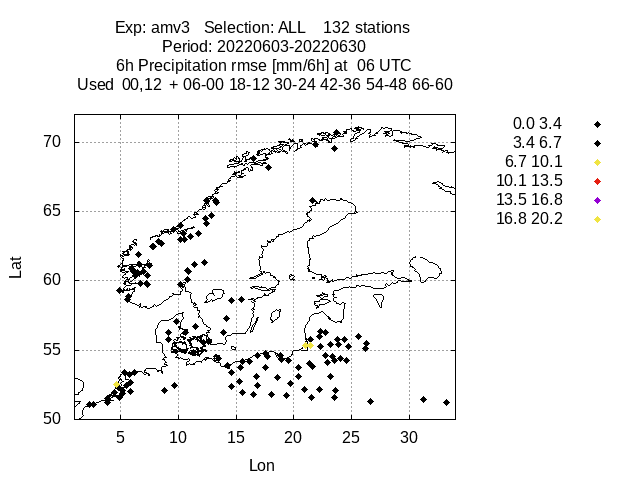 Exp: amv3 Selection: ALL 132 stations
Period: 20220603-20220630
6h Precipitation rmse [mm/6h] at 06 UTC
Used 00,12 + 06-00 18-12 30-24 42-36 54-48 66-60
0.0 3.4
3.4 6.7
6.7 10.1
10.1 13.5
13.5 16.8
16.8 20.2
70
65
60
55
50
Lat
5 10 15 20 25 30
Lon